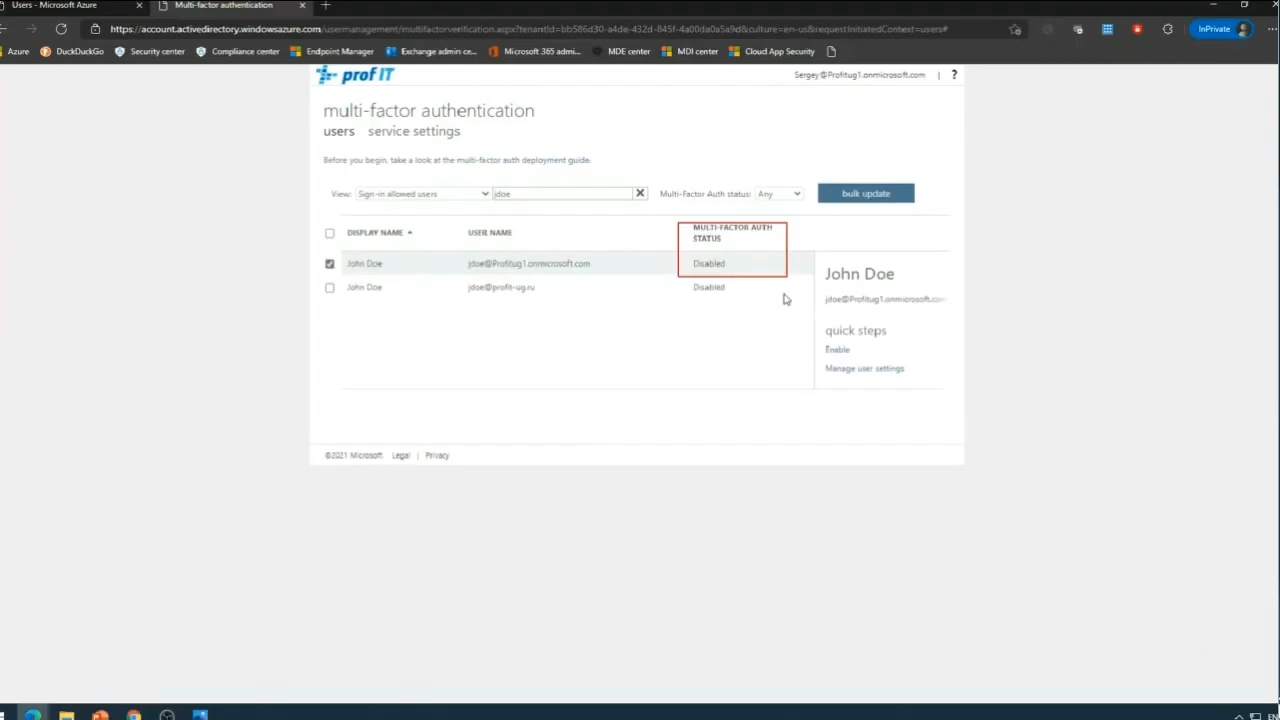 Users - Microsoft Azure
Multi-factor authentication
https://account.activedirectory.windowsazure.com/usermanagement/multifactorverification.aspx?tenantId=bb586d30-a4de-432d-845f-4a00da0a5a9d&culture=en-us&requestInitiatedContext=users#
InPrivate
Azure DuckDuckGo Security center Compliance center Endpoint Manager Exchange admin ce... Microsoft 365 admi... MDE center MDI center Cloud App Security
prof IT
Sergey@Profitug1.onmicrosoft.com | ?
multi-factor authentication
users service settings
Before you begin, take a look at the multi-factor auth deployment guide.
View: Sign-in allowed users jdoe Multi-Factor Auth status: Any bulk update
DISPLAY NAME USER NAME MULTI-FACTOR AUTH
STATUS
John Doe jdoe@Profitug1.onmicrosoft.com Disabled
John Doe jdoe@profit-ug.ru Disabled
John Doe
jdoe@Profitug1.onmicrosoft.com
quick steps
Enable
Manage user settings
©2021 Microsoft Legal | Privacy